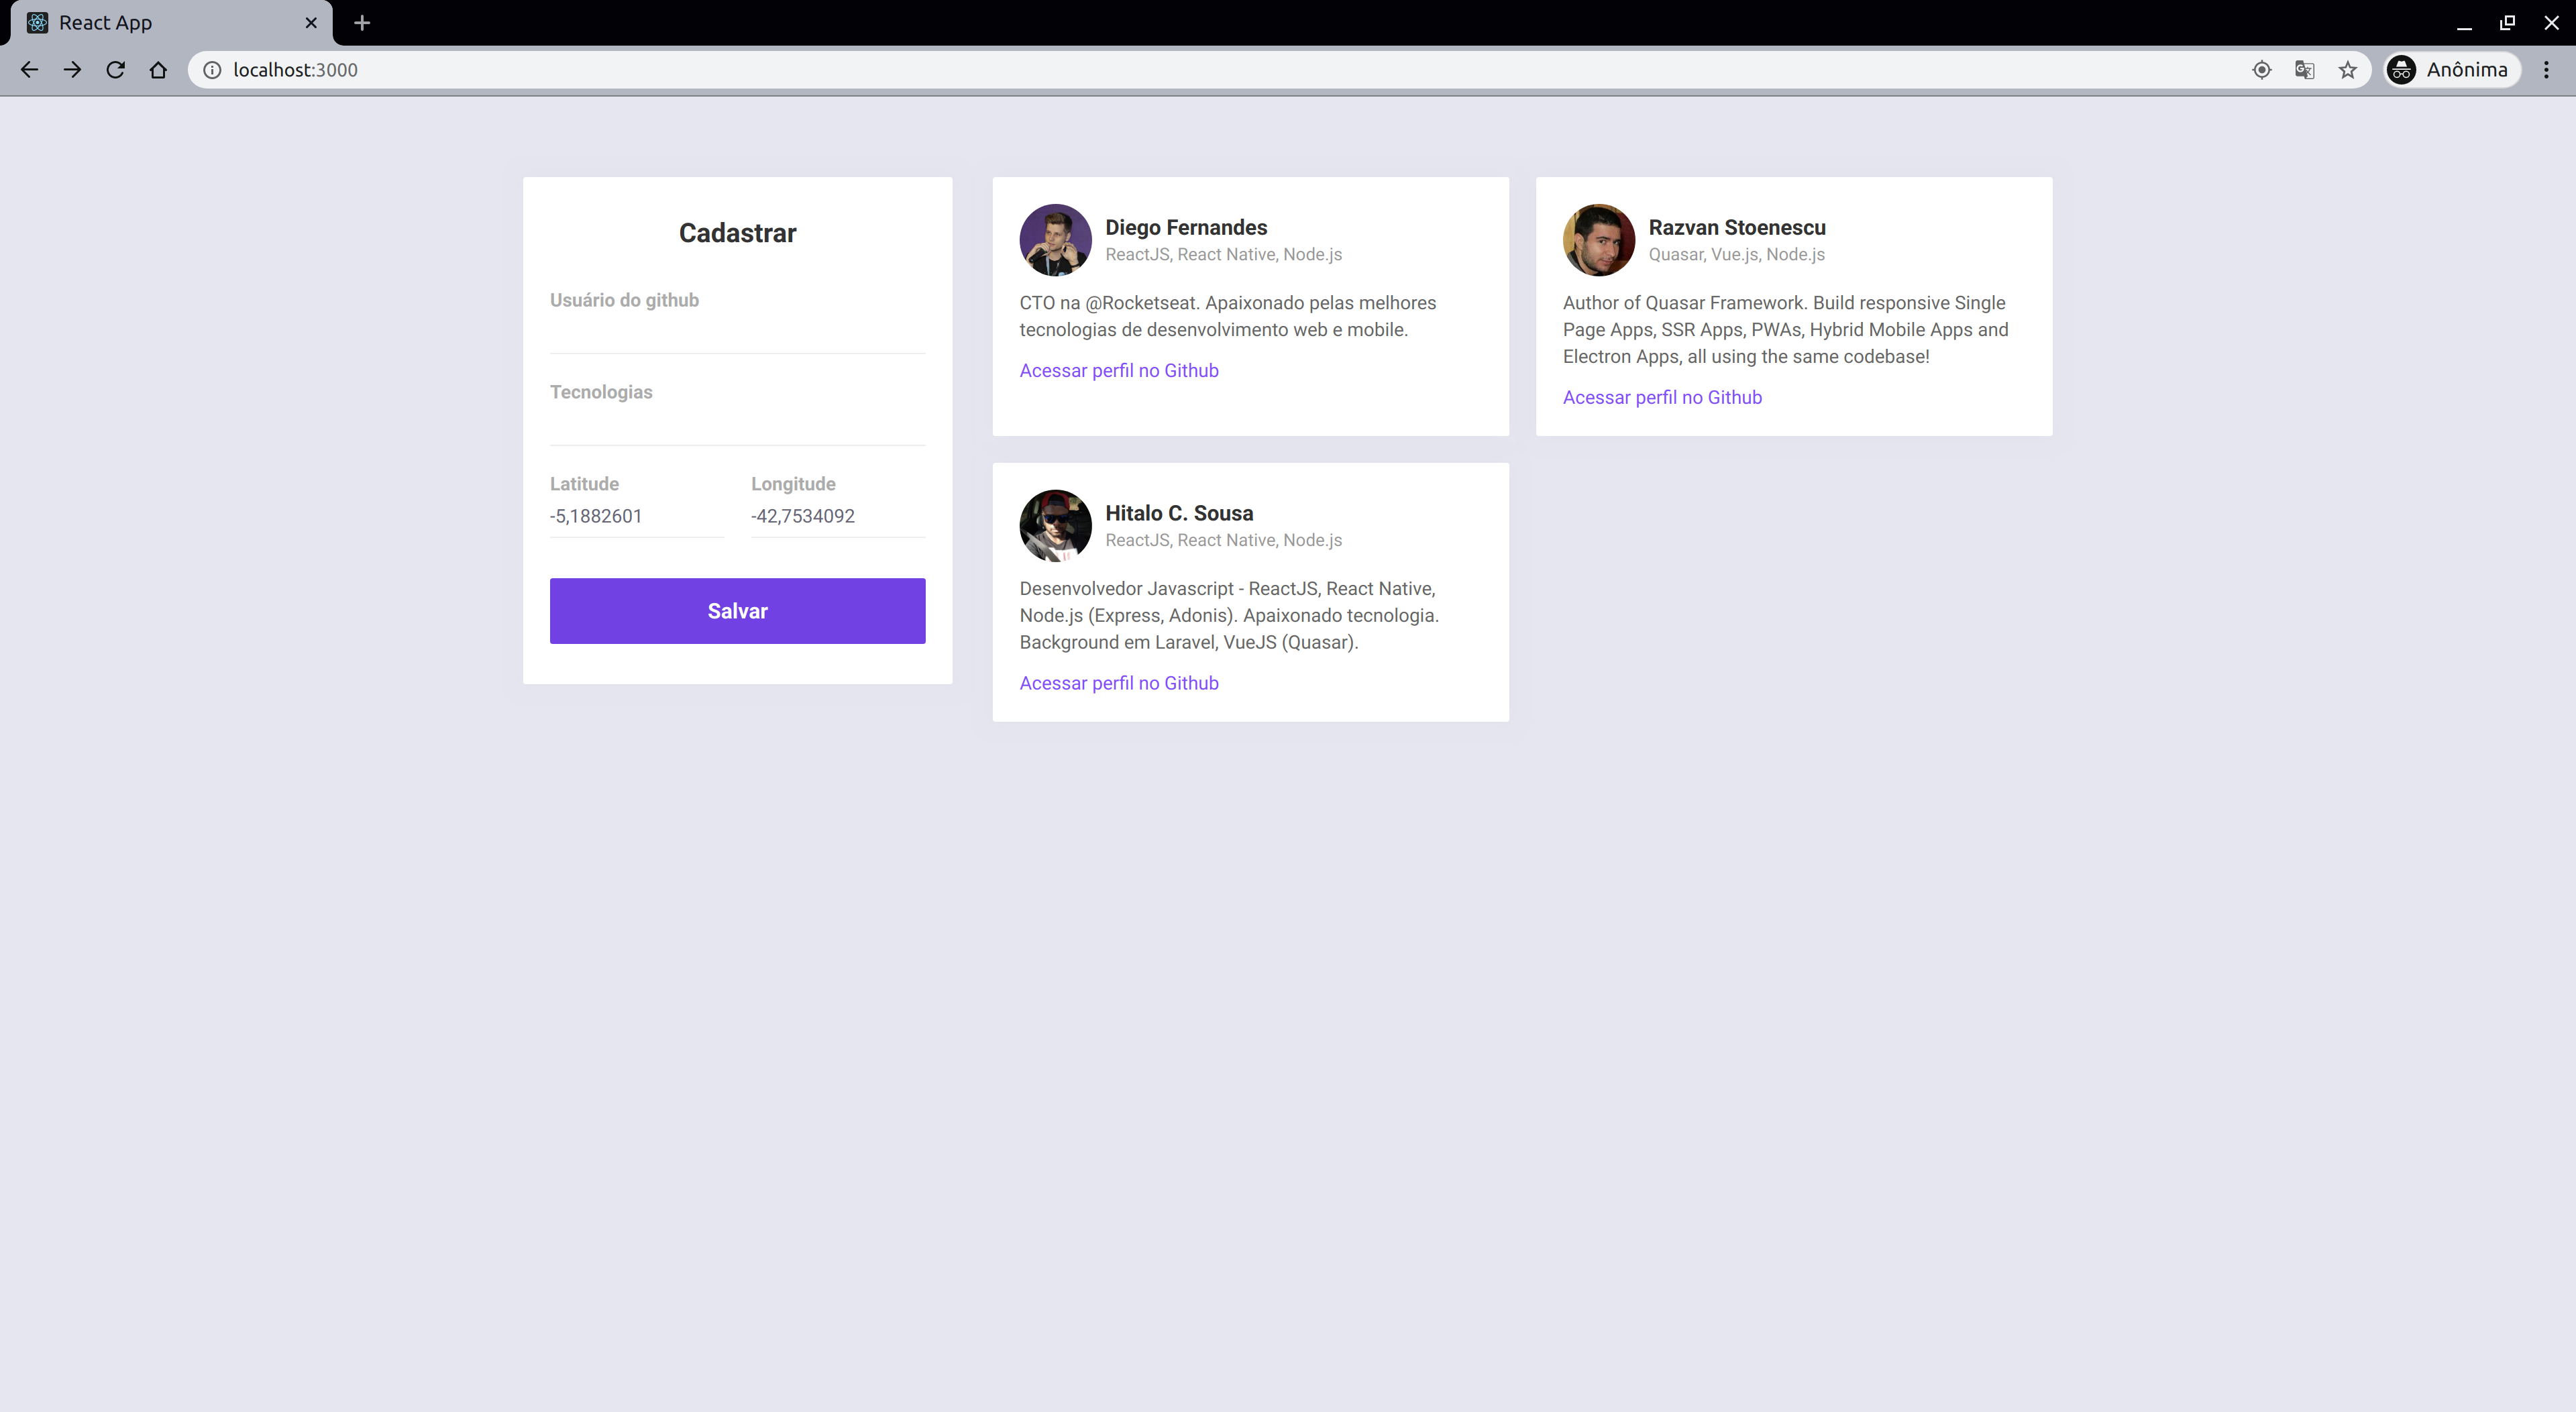 React App
localhost:3000
Anônima
Cadastrar
Usuário do github
Tecnologias
Latitude
Longitude
-5,1882601
-42,7534092
Salvar
Diego Fernandes
ReactJS, React Native, Node.js
CTO na @Rocketseat. Apaixonado pelas melhores
tecnologias de desenvolvimento web e mobile.
Acessar perfil no Github
Razvan Stoenescu
Quasar, Vue.js, Node.js
Author of Quasar Framework. Build responsive Single
Page Apps, SSR Apps, PWAs, Hybrid Mobile Apps and
Electron Apps, all using the same codebase!
Acessar perfil no Github
Hitalo C. Sousa
ReactJS, React Native, Node.js
Desenvolvedor Javascript - ReactJS, React Native,
Node.js (Express, Adonis). Apaixonado tecnologia.
Background em Laravel, VueJS (Quasar).
Acessar perfil no Github